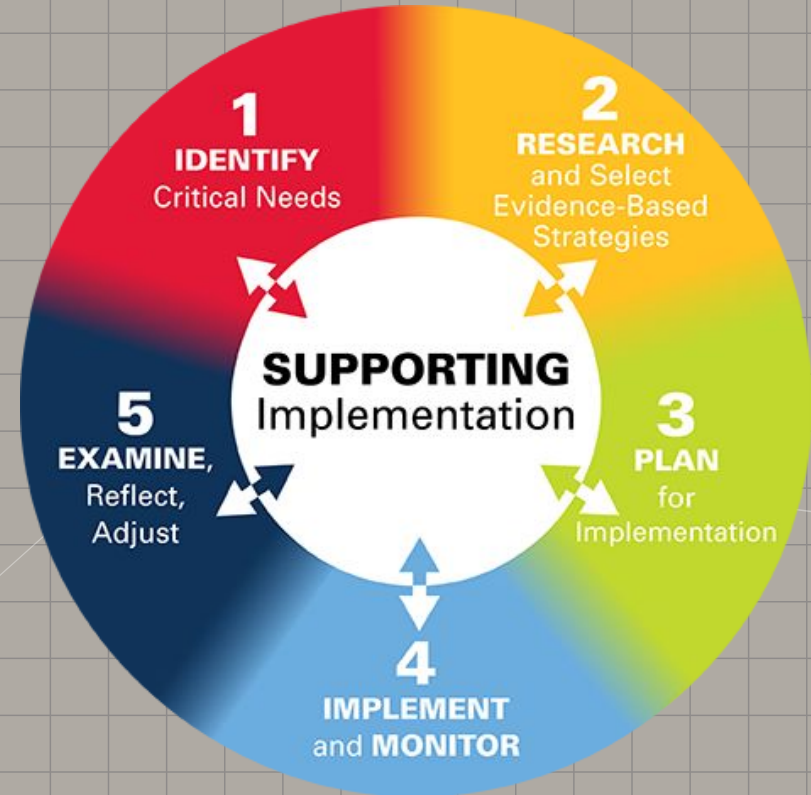 1
IDENTIFY
Critical Needs
2
RESEARCH
and Select
Evidence-Based
Strategies
3
PLAN
for
Implementation
4
IMPLEMENT
and MONITOR
5
EXAMINE,
Reflect,
Adjust
SUPPORTING
Implementation